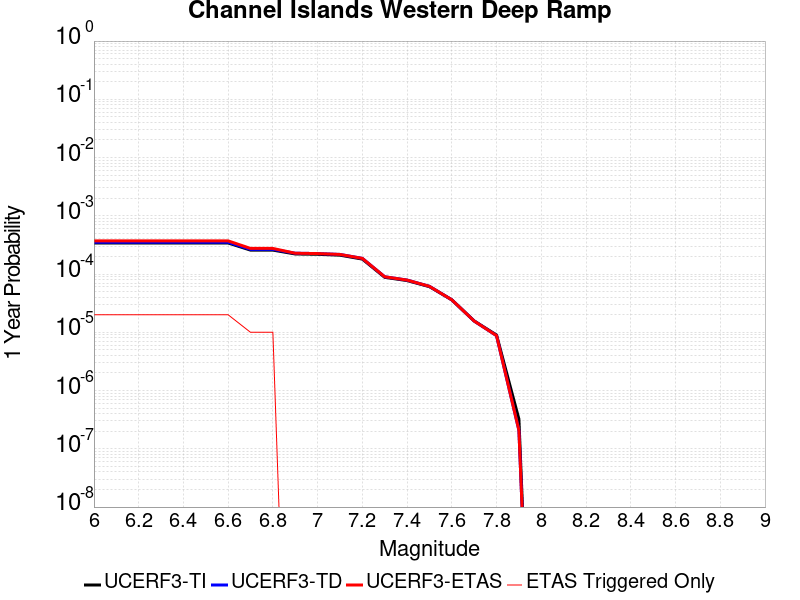 Channel Islands Western Deep Ramp
10^0
10^-1
10^-2
10^-3
10^-4
10^-5
10^-6
10^-7
10^-8
1 Year Probability
6 6.2 6.4 6.6 6.8 7 7.2 7.4 7.6 7.8 8 8.2 8.4 8.6 8.8 9
Magnitude
UCERF3-TI UCERF3-TD UCERF3-ETAS ETAS Triggered Only